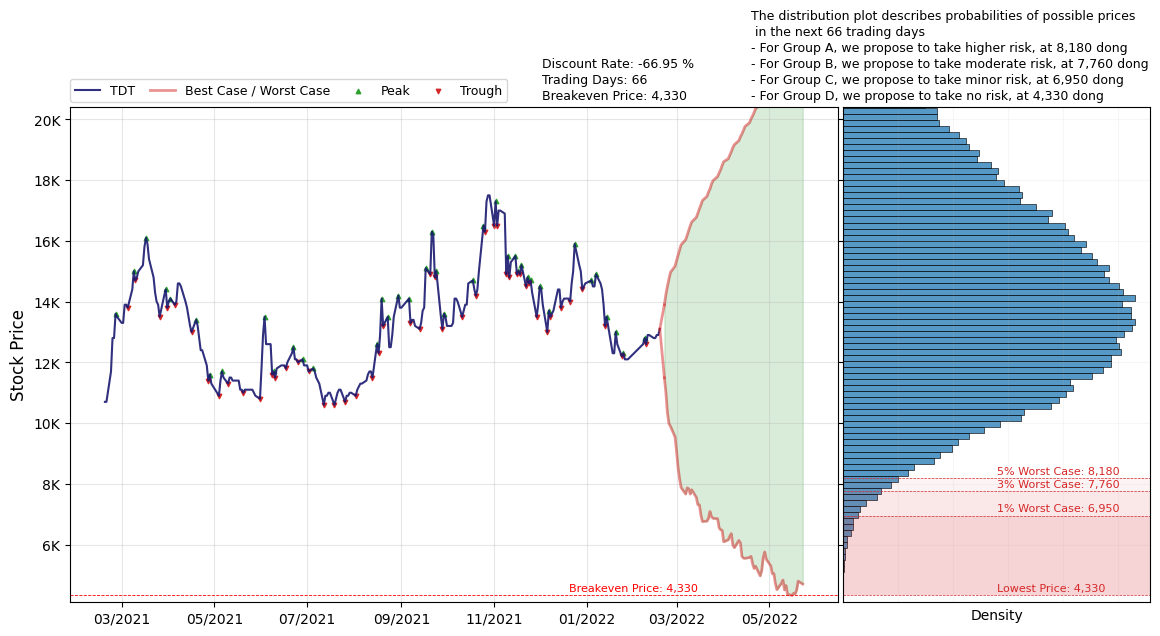 The distribution plot describes probabilities of possible prices
in the next 66 trading days
- For Group A, we propose to take higher risk, at 8,180 dong
- For Group B, we propose to take moderate risk, at 7,760 dong
- For Group C, we propose to take minor risk, at 6,950 dong
- For Group D, we propose to take no risk, at 4,330 dong
Discount Rate: -66.95 %
Trading Days: 66
Breakeven Price: 4,330
TDT
Best Case / Worst Case
Peak
Trough
Stock Price
20K
18K
16K
14K
12K
10K
8K
6K
5% Worst Case: 8,180
3% Worst Case: 7,760
1% Worst Case: 6,950
Breakeven Price: 4,330
Lowest Price: 4,330
03/2021
05/2021
07/2021
09/2021
11/2021
01/2022
03/2022
05/2022
Density